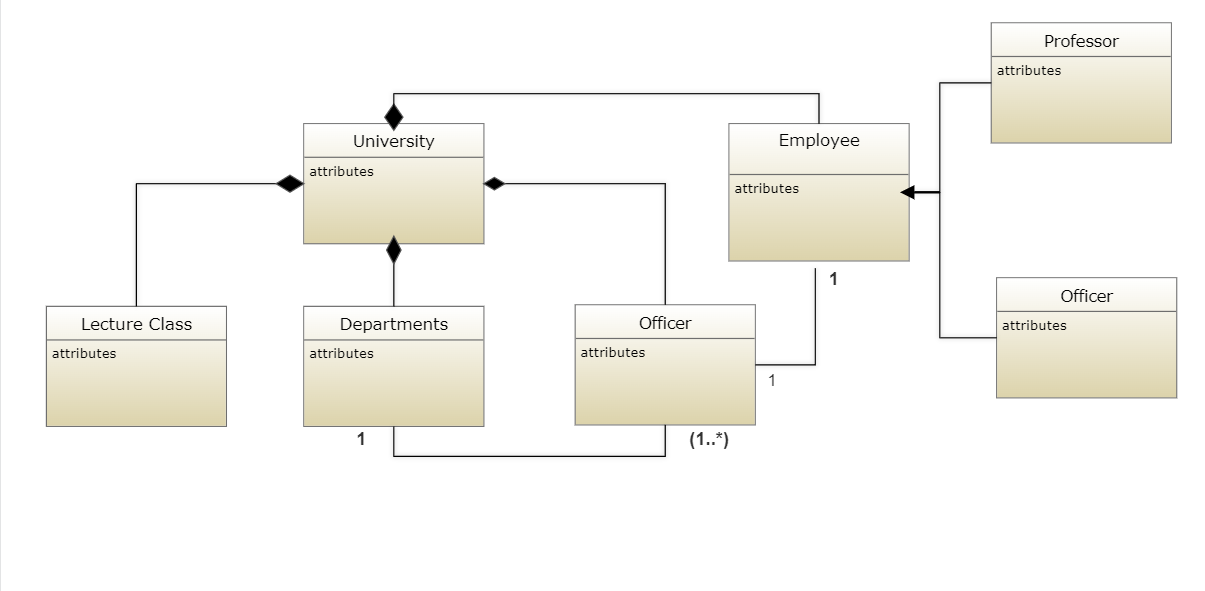 Professor
attributes
University
attributes
Employee
attributes
1
Lecture Class
attributes
Departments
attributes
1
Officer
attributes
1
(1..*)
Officer
attributes